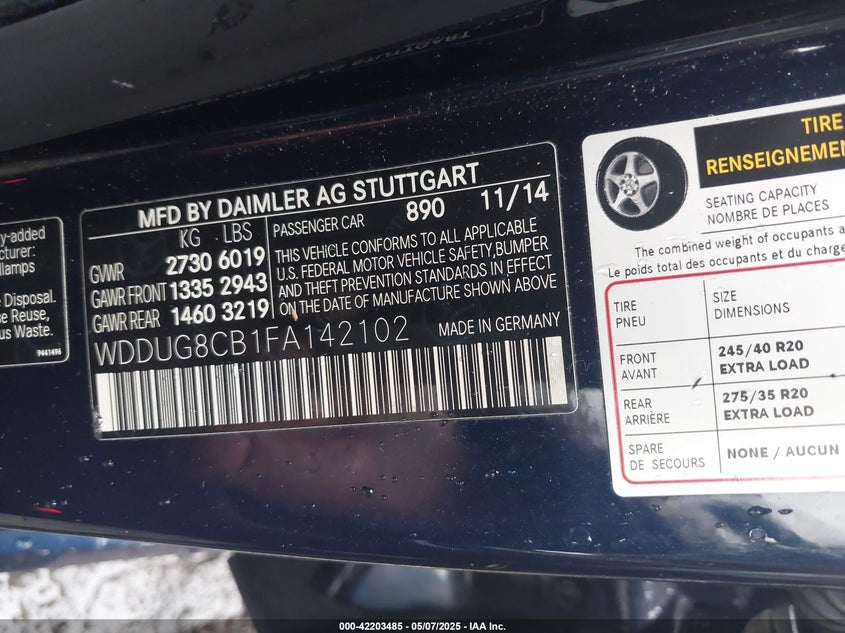 y-added
cturer:
dlamps
Disposal.
se Reuse,
us Waste.
9441496
MFD BY DAIMLER AG STUTTGART
KG LBS
GVWR 2730 6019
GAWR FRONT 1335 2943
GAWR REAR 1460 3219
PASSENGER CAR 890 11/14
THIS VEHICLE CONFORMS TO ALL APPLICABLE
U.S. FEDERAL MOTOR VEHICLE SAFETY, BUMPER
AND THEFT PREVENTION STANDARDS IN EFFECT
ON THE DATE OF MANUFACTURE SHOWN ABOVE
WDDUG8CB1FA142102
MADE IN GERMANY
TIRE
RENSEIGNEMEN
SEATING CAPACITY
NOMBRE DE PLACES
The combined weight of occupants a
Le poids total des occupants et du charge
TIRE SIZE
PNEU DIMENSIONS
FRONT 245/40 R20
AVANT EXTRA LOAD
REAR 275/35 R20
ARRIÈRE EXTRA LOAD
SPARE NONE / AUCUN
DE SECOURS
000-42203485 - 05/07/2025 - IAA Inc.